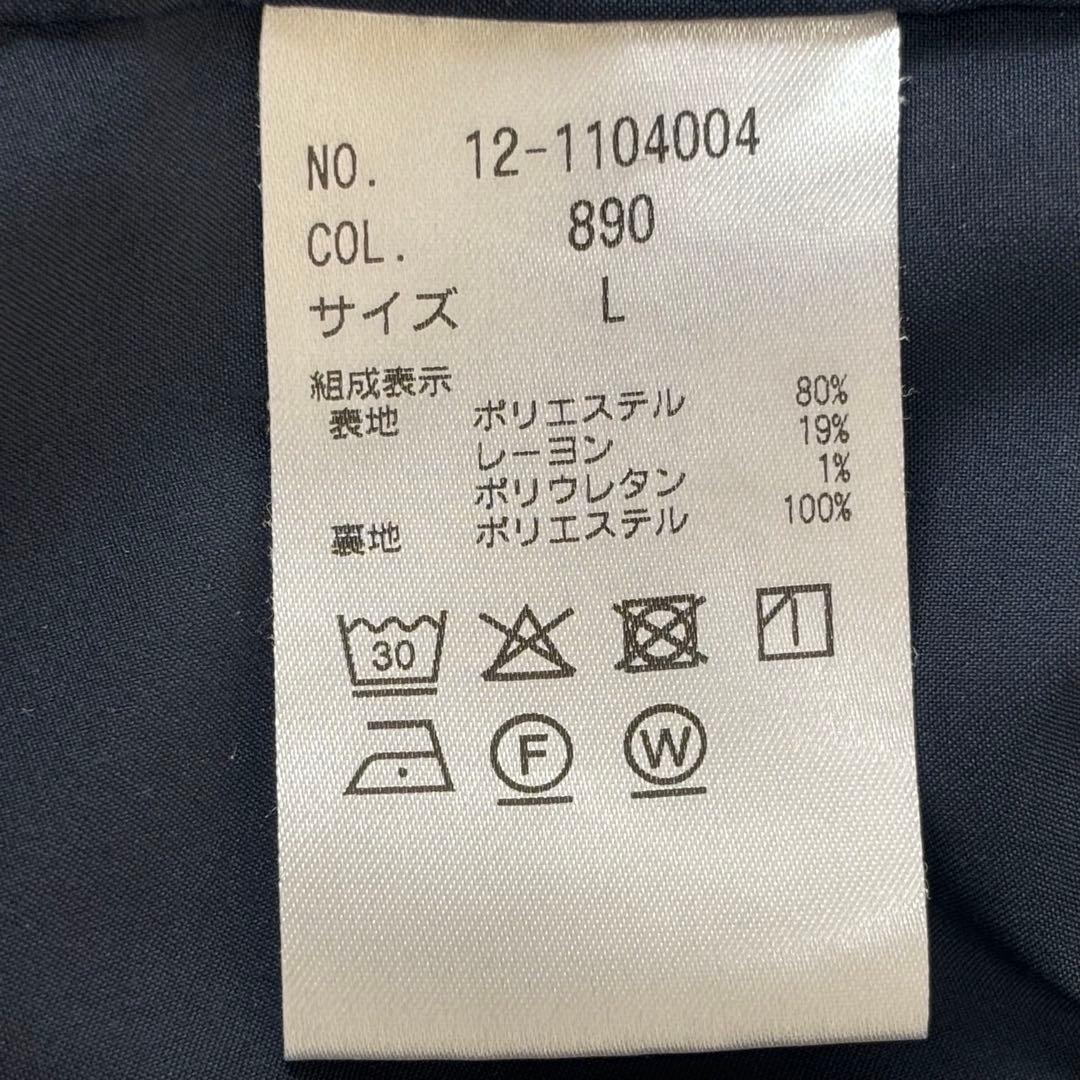 NO. 12-1104004
COL. 890
サイズ L
組成表示
表地 ポリエステル 80%
レーヨン 19%
ポリウレタン 1%
裏地 ポリエステル 100%
30
F W